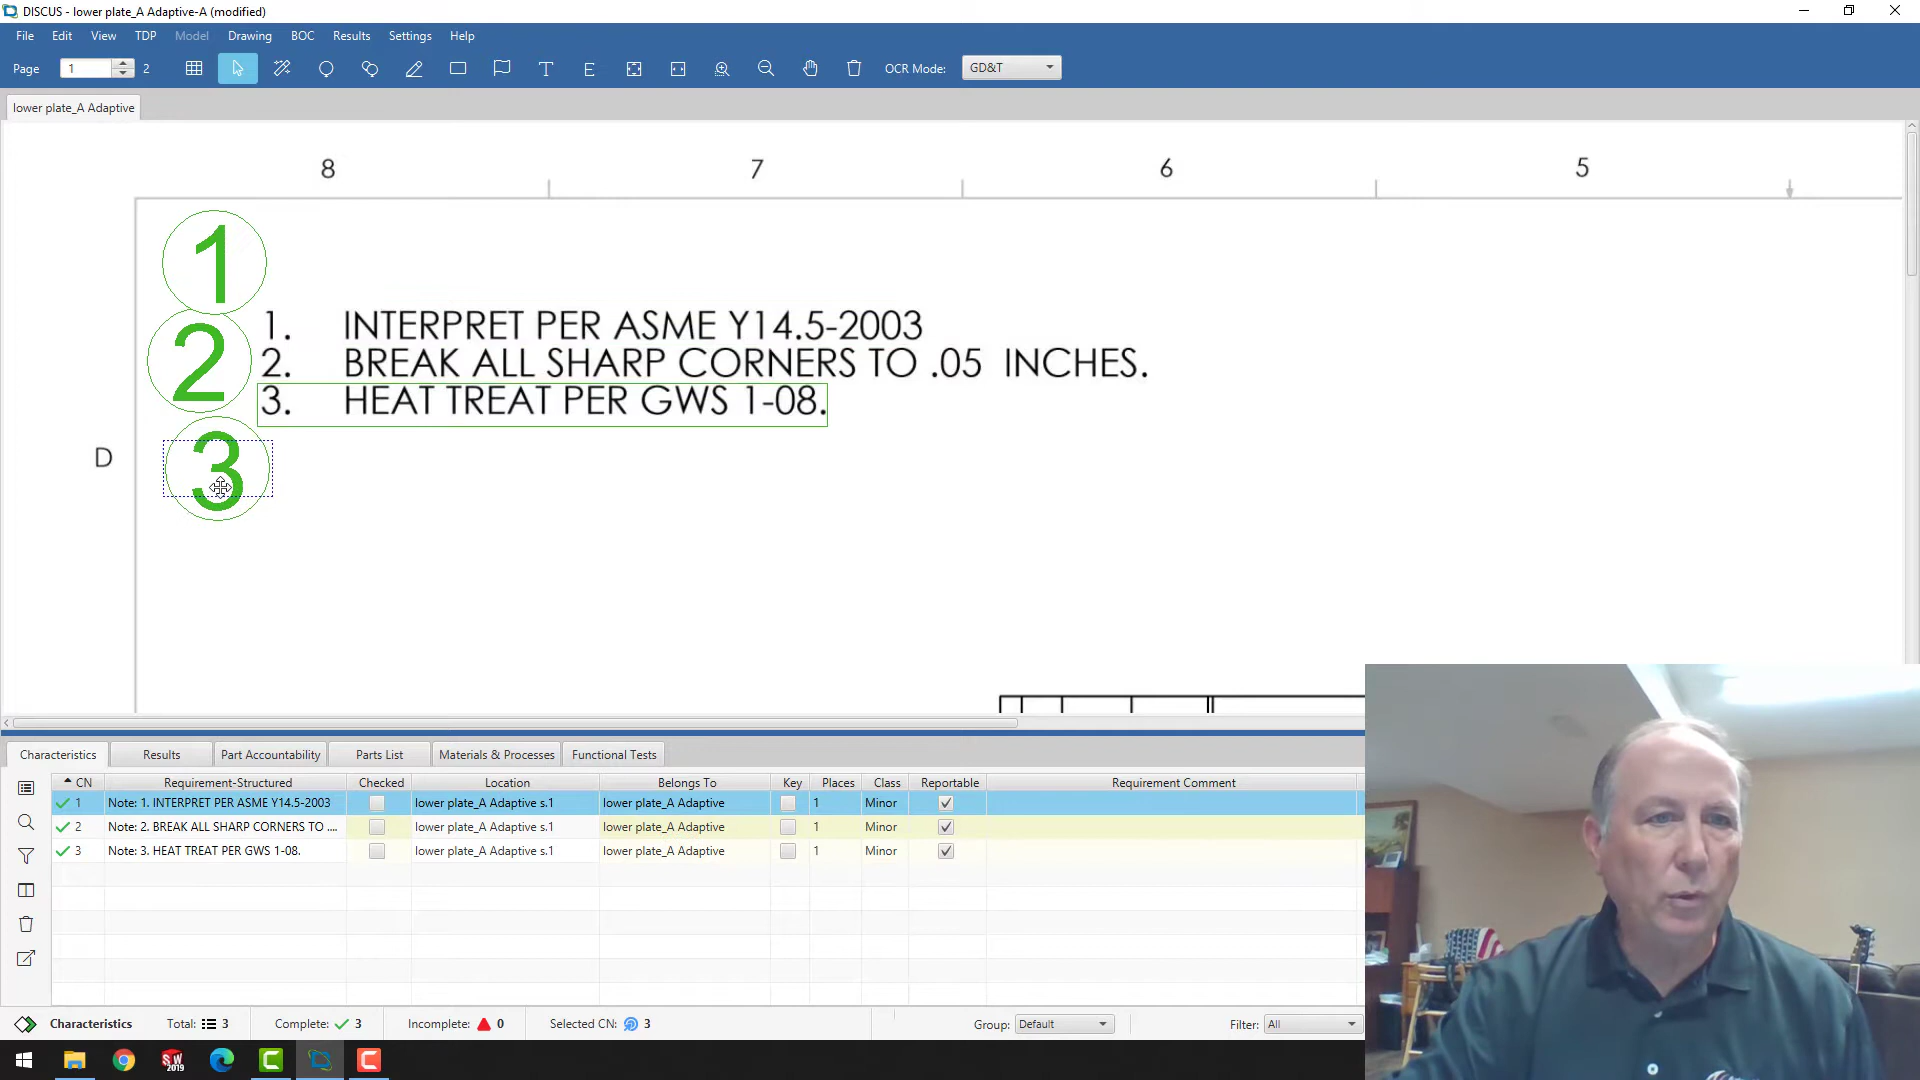 DISCUS - lower plate_A Adaptive-A (modified)
File Edit View TDP Model Drawing BOC Results Settings Help
Page 1 2 T E OCR Mode: GD&T
lower plate_A Adaptive
8 7 6 5
1
2
3
1. INTERPRET PER ASME Y14.5-2003
2. BREAK ALL SHARP CORNERS TO .05 INCHES.
3. HEAT TREAT PER GWS 1-08.
D
Characteristics Results Part Accountability Parts List Materials & Processes Functional Tests
CN Requirement-Structured Checked Location Belongs To Key Places Class Reportable Requirement Comment
1 Note: 1. INTERPRET PER ASME Y14.5-2003 lower plate_A Adaptive s.1 lower plate_A Adaptive 1 Minor
2 Note: 2. BREAK ALL SHARP CORNERS TO .... lower plate_A Adaptive s.1 lower plate_A Adaptive 1 Minor
3 Note: 3. HEAT TREAT PER GWS 1-08. lower plate_A Adaptive s.1 lower plate_A Adaptive 1 Minor
Characteristics Total: 3 Complete: 3 Incomplete: 0 Selected CN: 3 Group: Default Filter: All
SW 2019